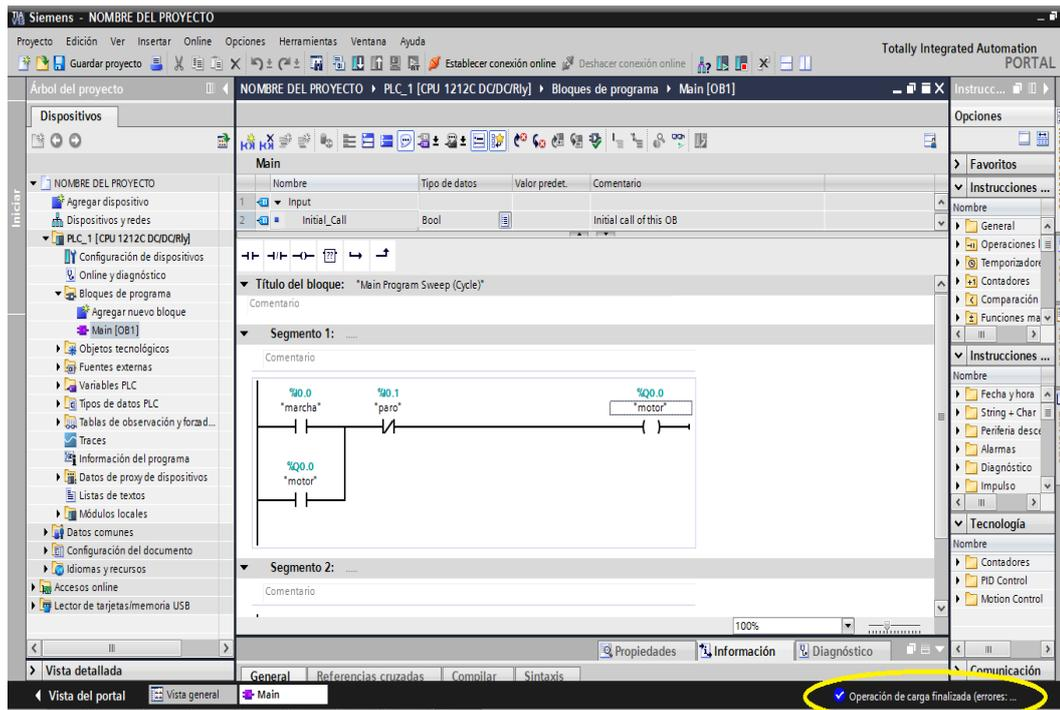 Siemens - NOMBRE DEL PROYECTO
Proyecto Edición Ver Insertar Online Opciones Herramientas Ventana Ayuda
Totally Integrated Automation
PORTAL
Guardar proyecto
Establecer conexión online
Deshacer conexión online
Árbol del proyecto
NOMBRE DEL PROYECTO PLC_1 [CPU 1212C DC/DC/Rly] Bloques de programa Main [OB1]
Instrucc...
Dispositivos
Opciones
Iniciar
NOMBRE DEL PROYECTO
Agregar dispositivo
Dispositivos y redes
PLC_1 [CPU 1212C DC/DC/Rly]
Configuración de dispositivos
Online y diagnóstico
Bloques de programa
Agregar nuevo bloque
Main [OB1]
Objetos tecnológicos
Fuentes externas
Variables PLC
Tipos de datos PLC
Tablas de observación y forzad...
Traces
Información del programa
Datos de proxy de dispositivos
Listas de textos
Módulos locales
Datos comunes
Configuración del documento
Idiomas y recursos
Accesos online
Lector de tarjetas/memoria USB
Vista detallada
Main
Nombre Tipo de datos Valor predet. Comentario
1 Input
2 Initial_Call Bool Initial call of this OB
Título del bloque: "Main Program Sweep (Cycle)"
Comentario
Segmento 1: .....
Comentario
%I0.0 %I0.1 %Q0.0
"marcha" "paro" "motor"
%Q0.0
"motor"
Segmento 2: .....
Comentario
100%
Propiedades Información Diagnóstico
General Referencias cruzadas Compilar Sintaxis
Favoritos
Instrucciones ...
Nombre
General
Operaciones l
Temporizadore
Contadores
Comparación
Funciones ma
Instrucciones ...
Nombre
Fecha y hora
String + Char
Periferia desce
Alarmas
Diagnóstico
Impulso
Tecnología
Nombre
Contadores
PID Control
Motion Control
Comunicación
Vista del portal Vista general Main
Operación de carga finalizada (errores: ...